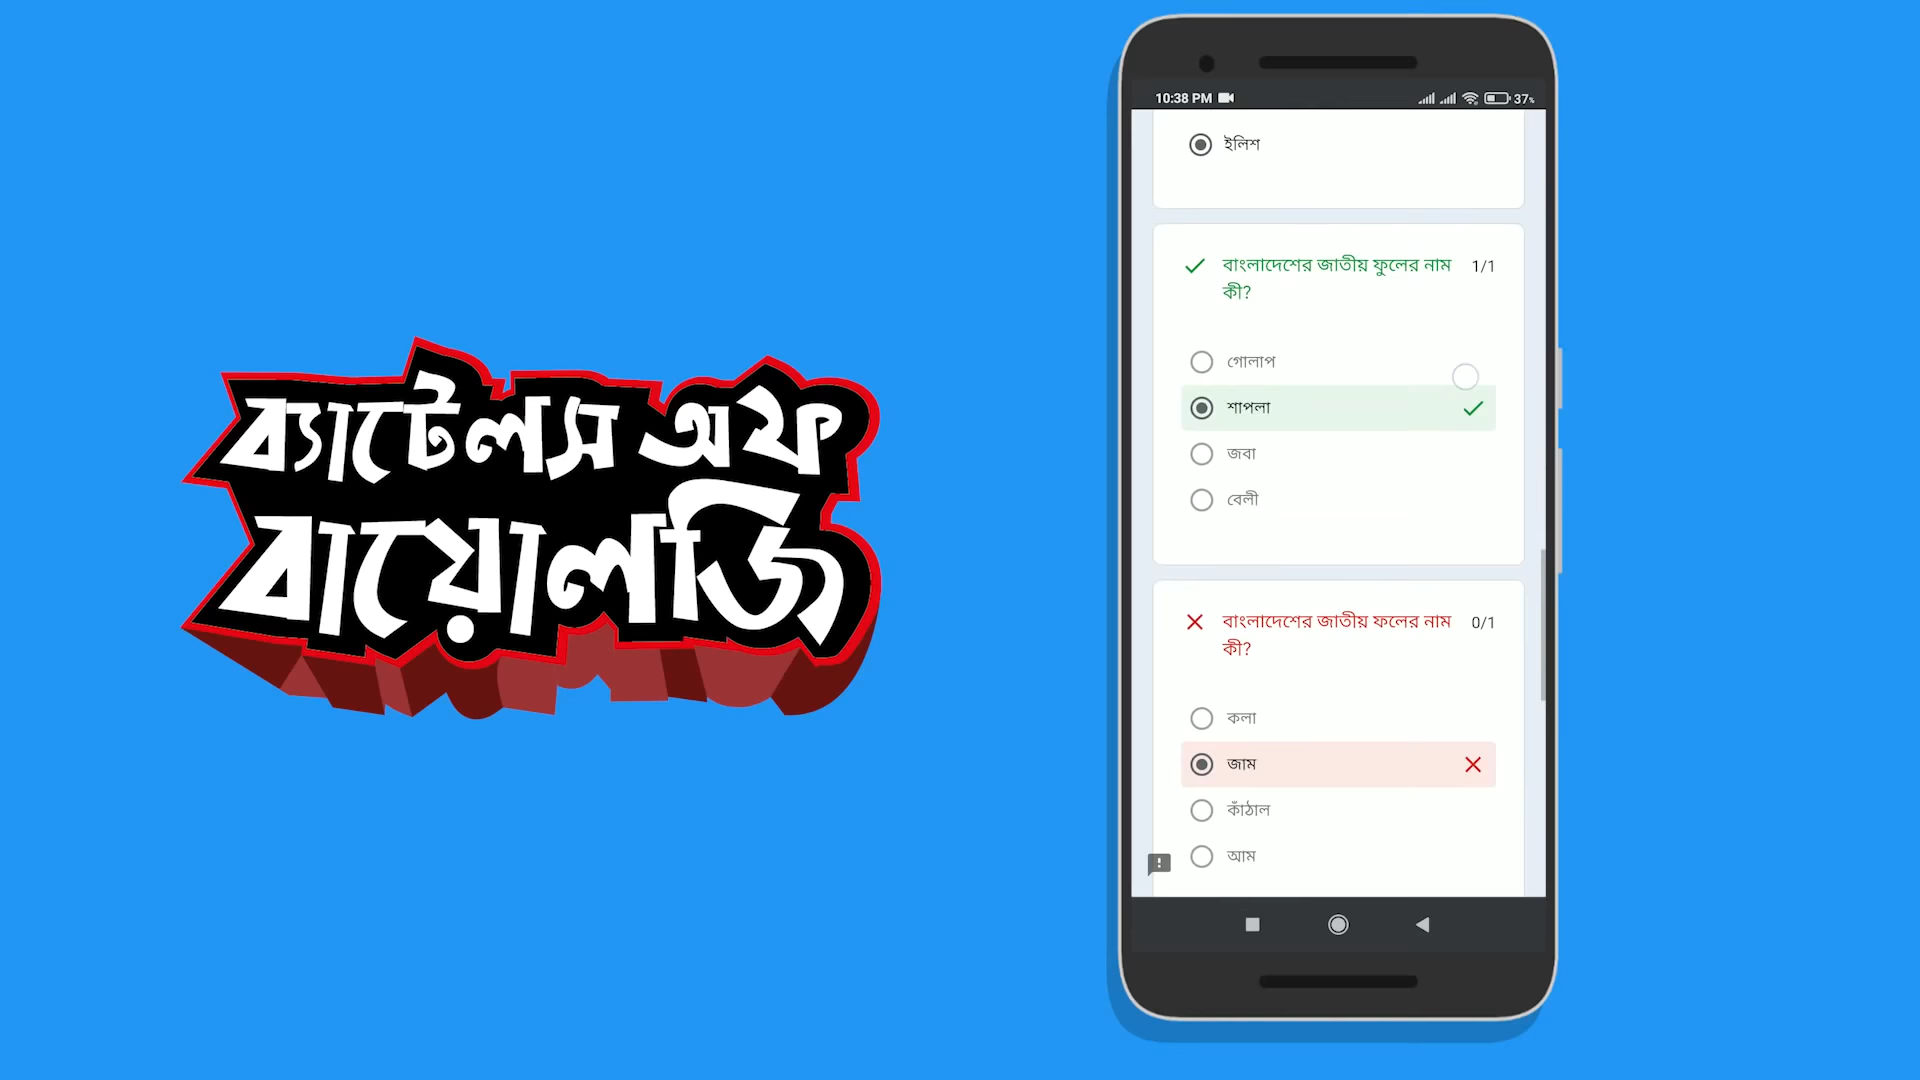 ব্যাটেলস অফ
বায়োলজি
10:38 PM
37%
ইলিশ
বাংলাদেশের জাতীয় ফুলের নাম
কী?
1/1
গোলাপ
শাপলা
জবা
বেলী
বাংলাদেশের জাতীয় ফলের নাম
কী?
0/1
কলা
জাম
কাঁঠাল
আম